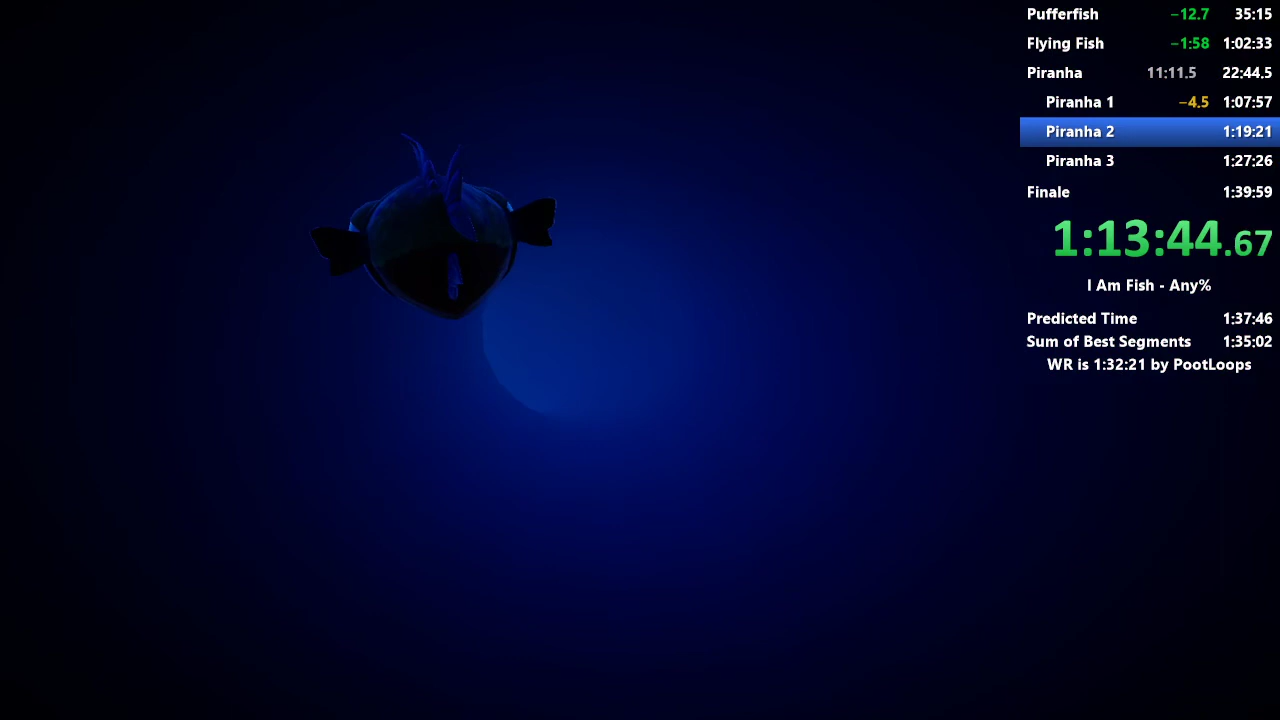 Pufferfish −12.7 35:15
Flying Fish −1:58 1:02:33
Piranha 11:11.5 22:44.5
Piranha 1 −4.5 1:07:57
Piranha 2 1:19:21
Piranha 3 1:27:26
Finale 1:39:59
1:13:44.67
I Am Fish - Any%
Predicted Time 1:37:46
Sum of Best Segments 1:35:02
WR is 1:32:21 by PootLoops